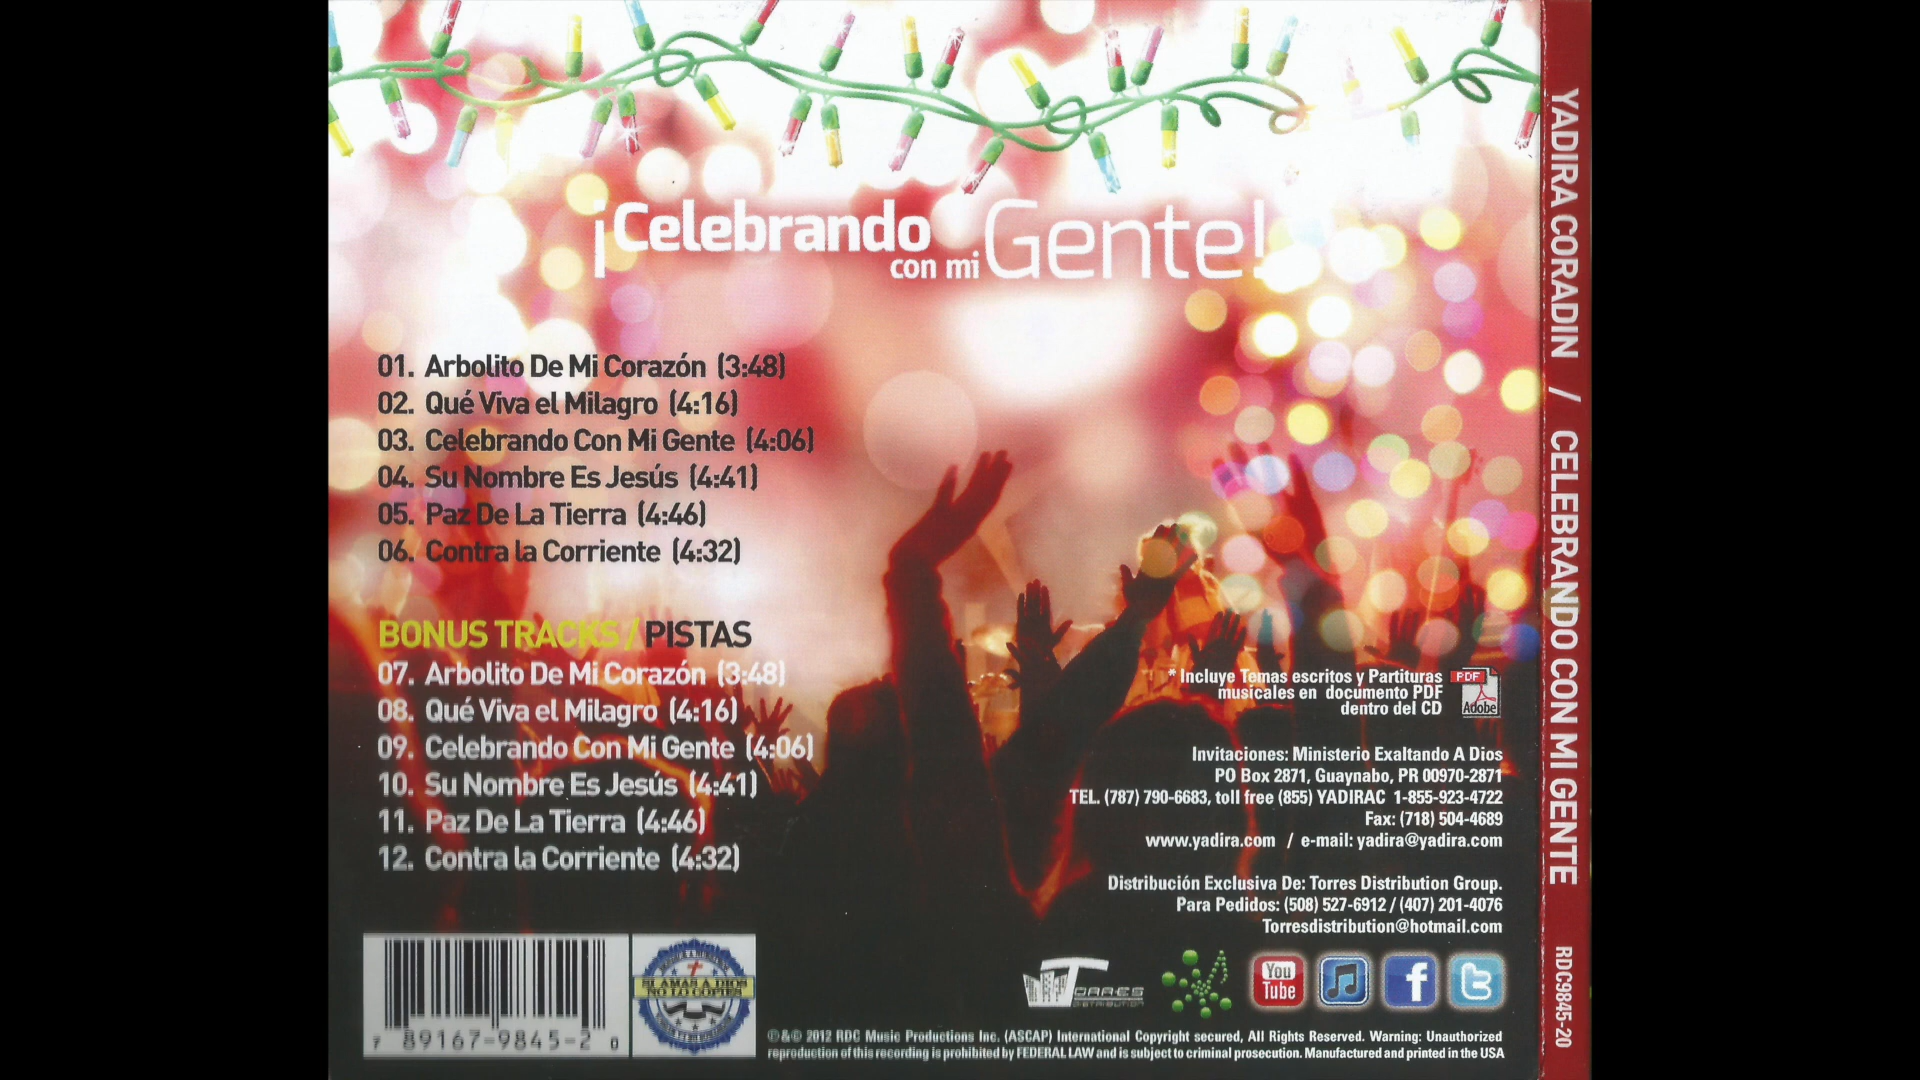 ¡Celebrando
con mi Gente!
01. Arbolito De Mi Corazón (3:48)
02. Qué Viva el Milagro (4:16)
03. Celebrando Con Mi Gente (4:06)
04. Su Nombre Es Jesús (4:41)
05. Paz De La Tierra (4:46)
06. Contra la Corriente (4:32)
BONUS TRACKS / PISTAS
07. Arbolito De Mi Corazón (3:48)
08. Qué Viva el Milagro (4:16)
09. Celebrando Con Mi Gente (4:06)
10. Su Nombre Es Jesús (4:41)
11. Paz De La Tierra (4:46)
12. Contra la Corriente (4:32)
* Incluye Temas escritos y Partituras
musicales en documento PDF
dentro del CD
PDF
Adobe
Invitaciones: Ministerio Exaltando A Dios
PO Box 2871, Guaynabo, PR 00970-2871
TEL. (787) 790-6683, toll free (855) YADIRAC 1-855-923-4722
Fax: (718) 504-4689
www.yadira.com / e-mail: yadira@yadira.com
Distribución Exclusiva De: Torres Distribution Group.
Para Pedidos: (508) 527-6912 / (407) 201-4076
Torresdistribution@hotmail.com
7 89167-9845-2 0
SI AMAS A DIOS
NO LO COPIES
TORRES
DISTRIBUTION
You
Tube
f
t
℗&© 2012 RDC Music Productions Inc. (ASCAP) International Copyright secured, All Rights Reserved. Warning: Unauthorized
reproduction of this recording is prohibited by FEDERAL LAW and is subject to criminal prosecution. Manufactured and printed in the USA
YADIRA CORADIN / CELEBRANDO CON MI GENTE RDC9845-20